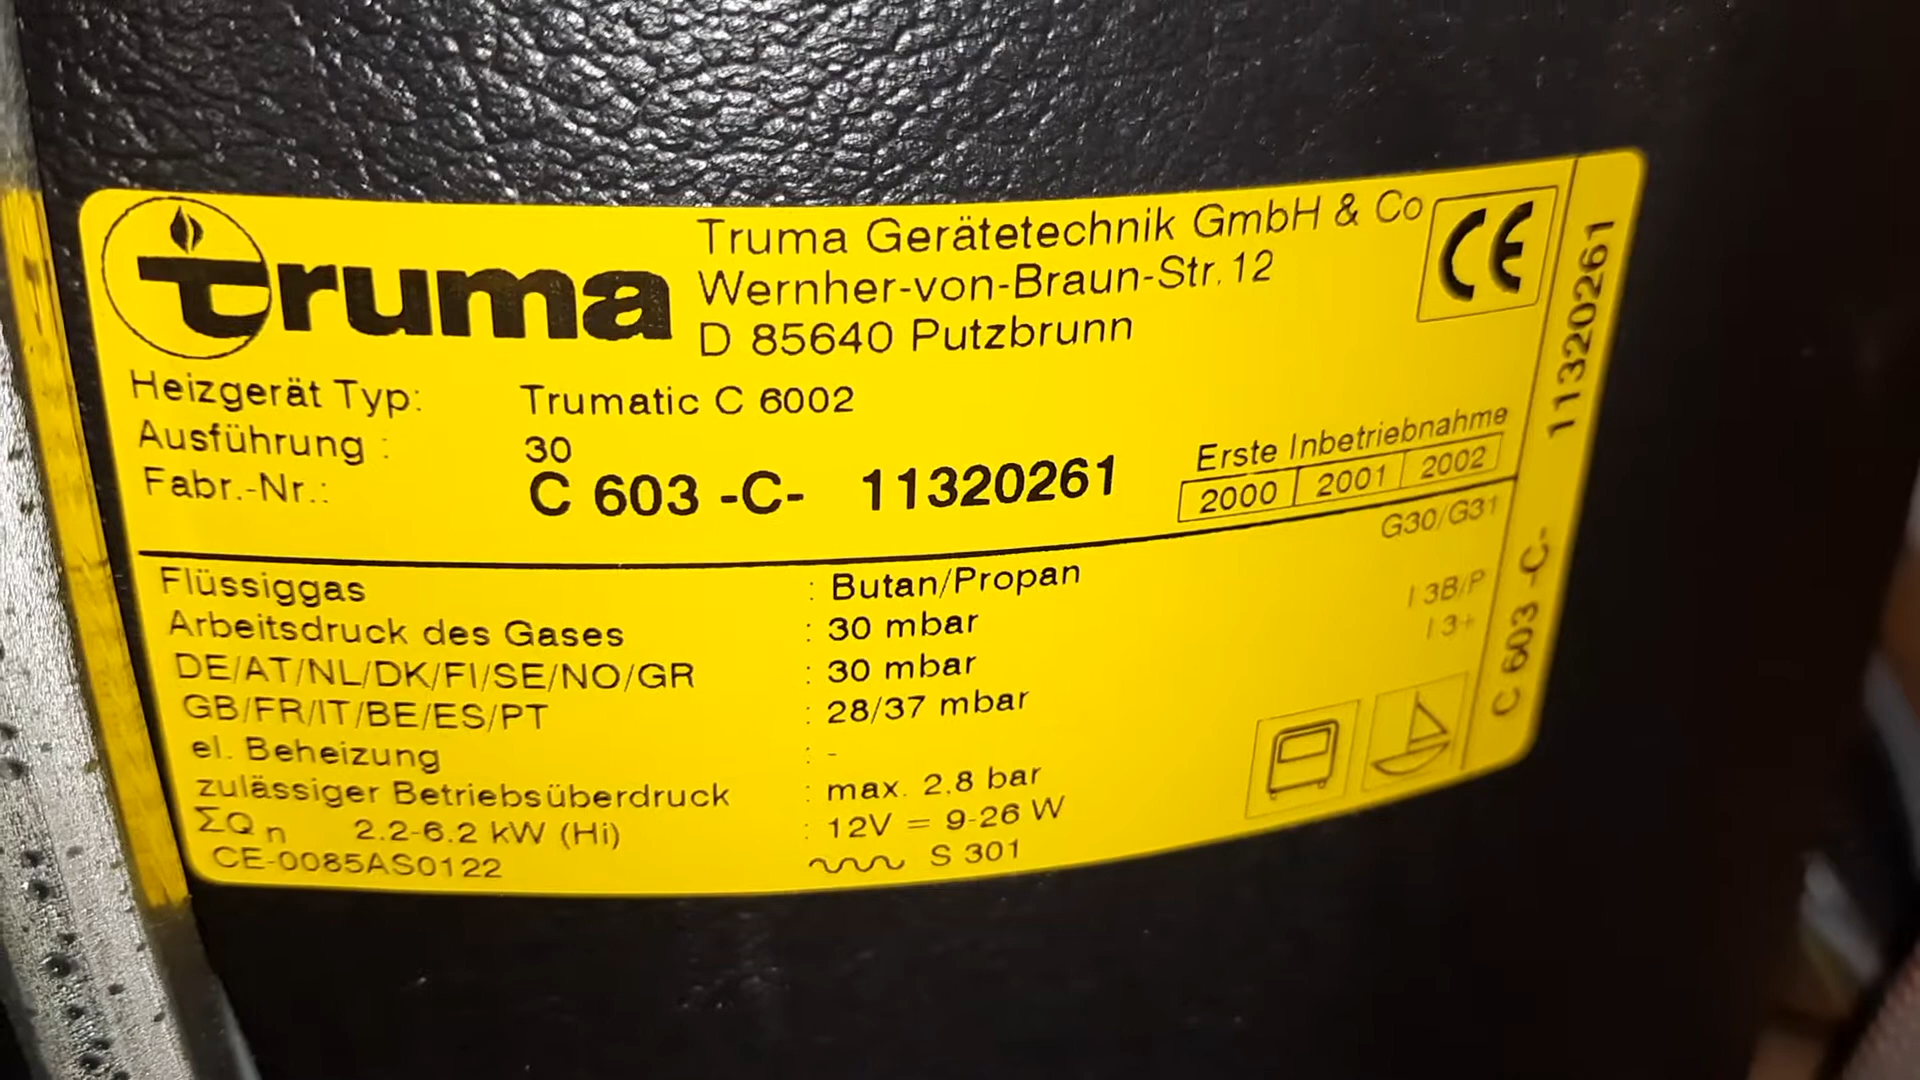 truma
Truma Gerätetechnik GmbH & Co
Wernher-von-Braun-Str. 12
D 85640 Putzbrunn
CE
Heizgerät Typ: Trumatic C 6002
Ausführung : 30
Fabr.-Nr.: C 603 -C- 11320261
Erste Inbetriebnahme
2000 2001 2002
Flüssiggas : Butan/Propan G30/G31
Arbeitsdruck des Gases : 30 mbar
DE/AT/NL/DK/FI/SE/NO/GR : 30 mbar I 3B/P
GB/FR/IT/BE/ES/PT : 28/37 mbar I 3+
el. Beheizung : -
zulässiger Betriebsüberdruck : max. 2.8 bar
ΣQn 2.2-6.2 kW (Hi) : 12V = 9-26 W
CE-0085AS0122 S 301
C 603 -C- 11320261